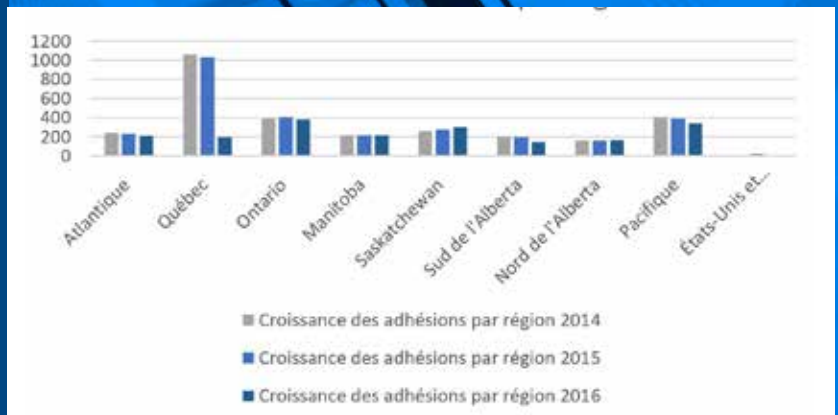 1200
1000
800
600
400
200
0
Atlantique
Québec
Ontario
Manitoba
Saskatchewan
Sud de l'Alberta
Nord de l'Alberta
Pacifique
États-Unis et...
Croissance des adhésions par région 2014
Croissance des adhésions par région 2015
Croissance des adhésions par région 2016